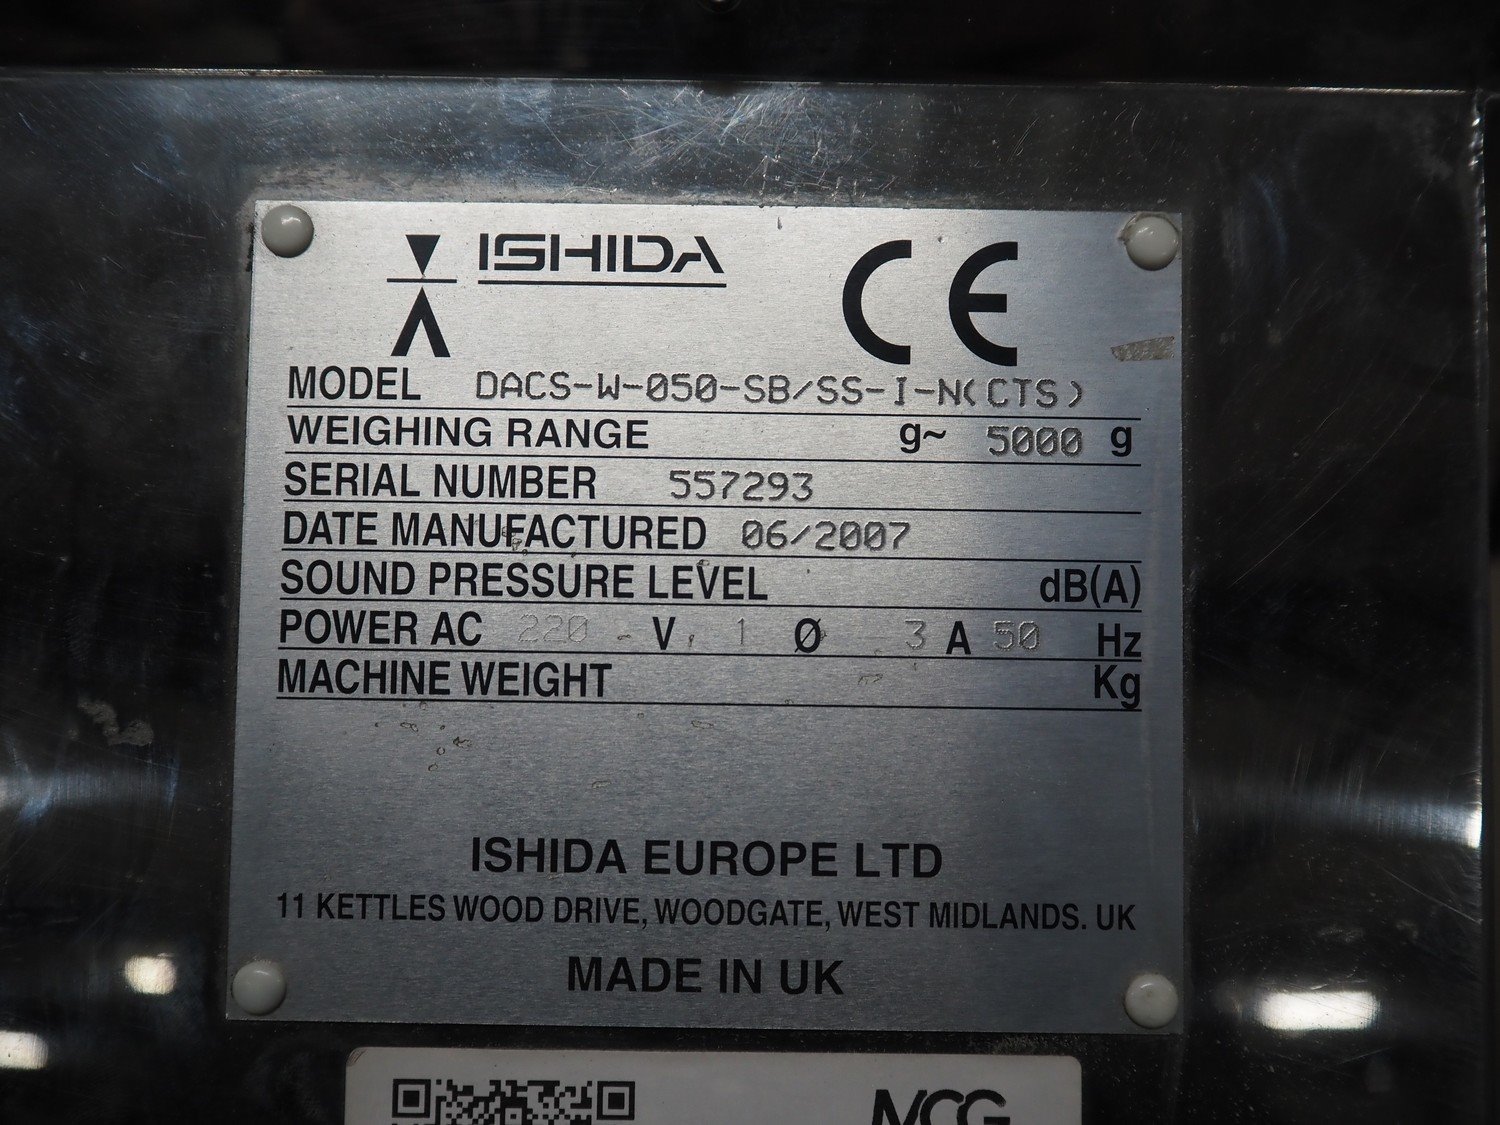 ISHIDA CE
MODEL DACS-W-050-SB/SS-I-N(CTS)
WEIGHING RANGE g~ 5000 g
SERIAL NUMBER 557293
DATE MANUFACTURED 06/2007
SOUND PRESSURE LEVEL dB(A)
POWER AC 220 V, 1 Ø 3 A 50 Hz
MACHINE WEIGHT Kg
ISHIDA EUROPE LTD
11 KETTLES WOOD DRIVE, WOODGATE, WEST MIDLANDS. UK
MADE IN UK
MCG